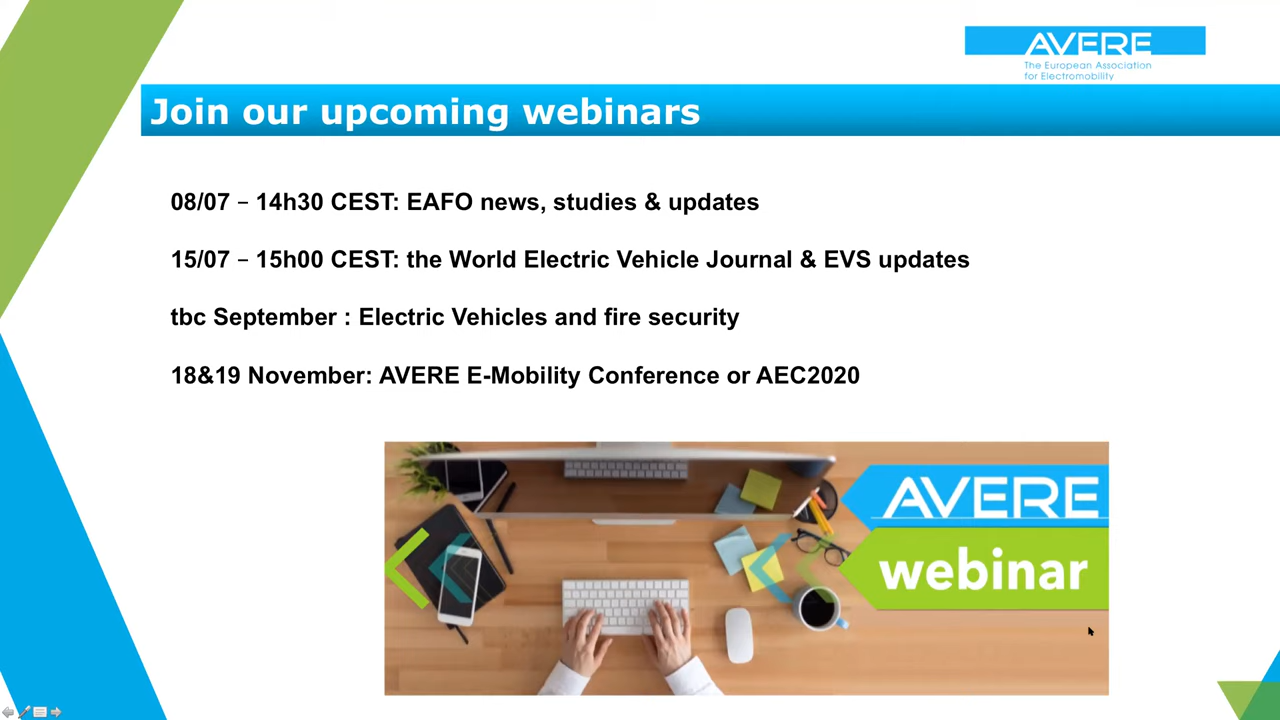 AVERE
The European Association
for Electromobility
Join our upcoming webinars
08/07 – 14h30 CEST: EAFO news, studies & updates
15/07 – 15h00 CEST: the World Electric Vehicle Journal & EVS updates
tbc September : Electric Vehicles and fire security
18&19 November: AVERE E-Mobility Conference or AEC2020
AVERE
webinar